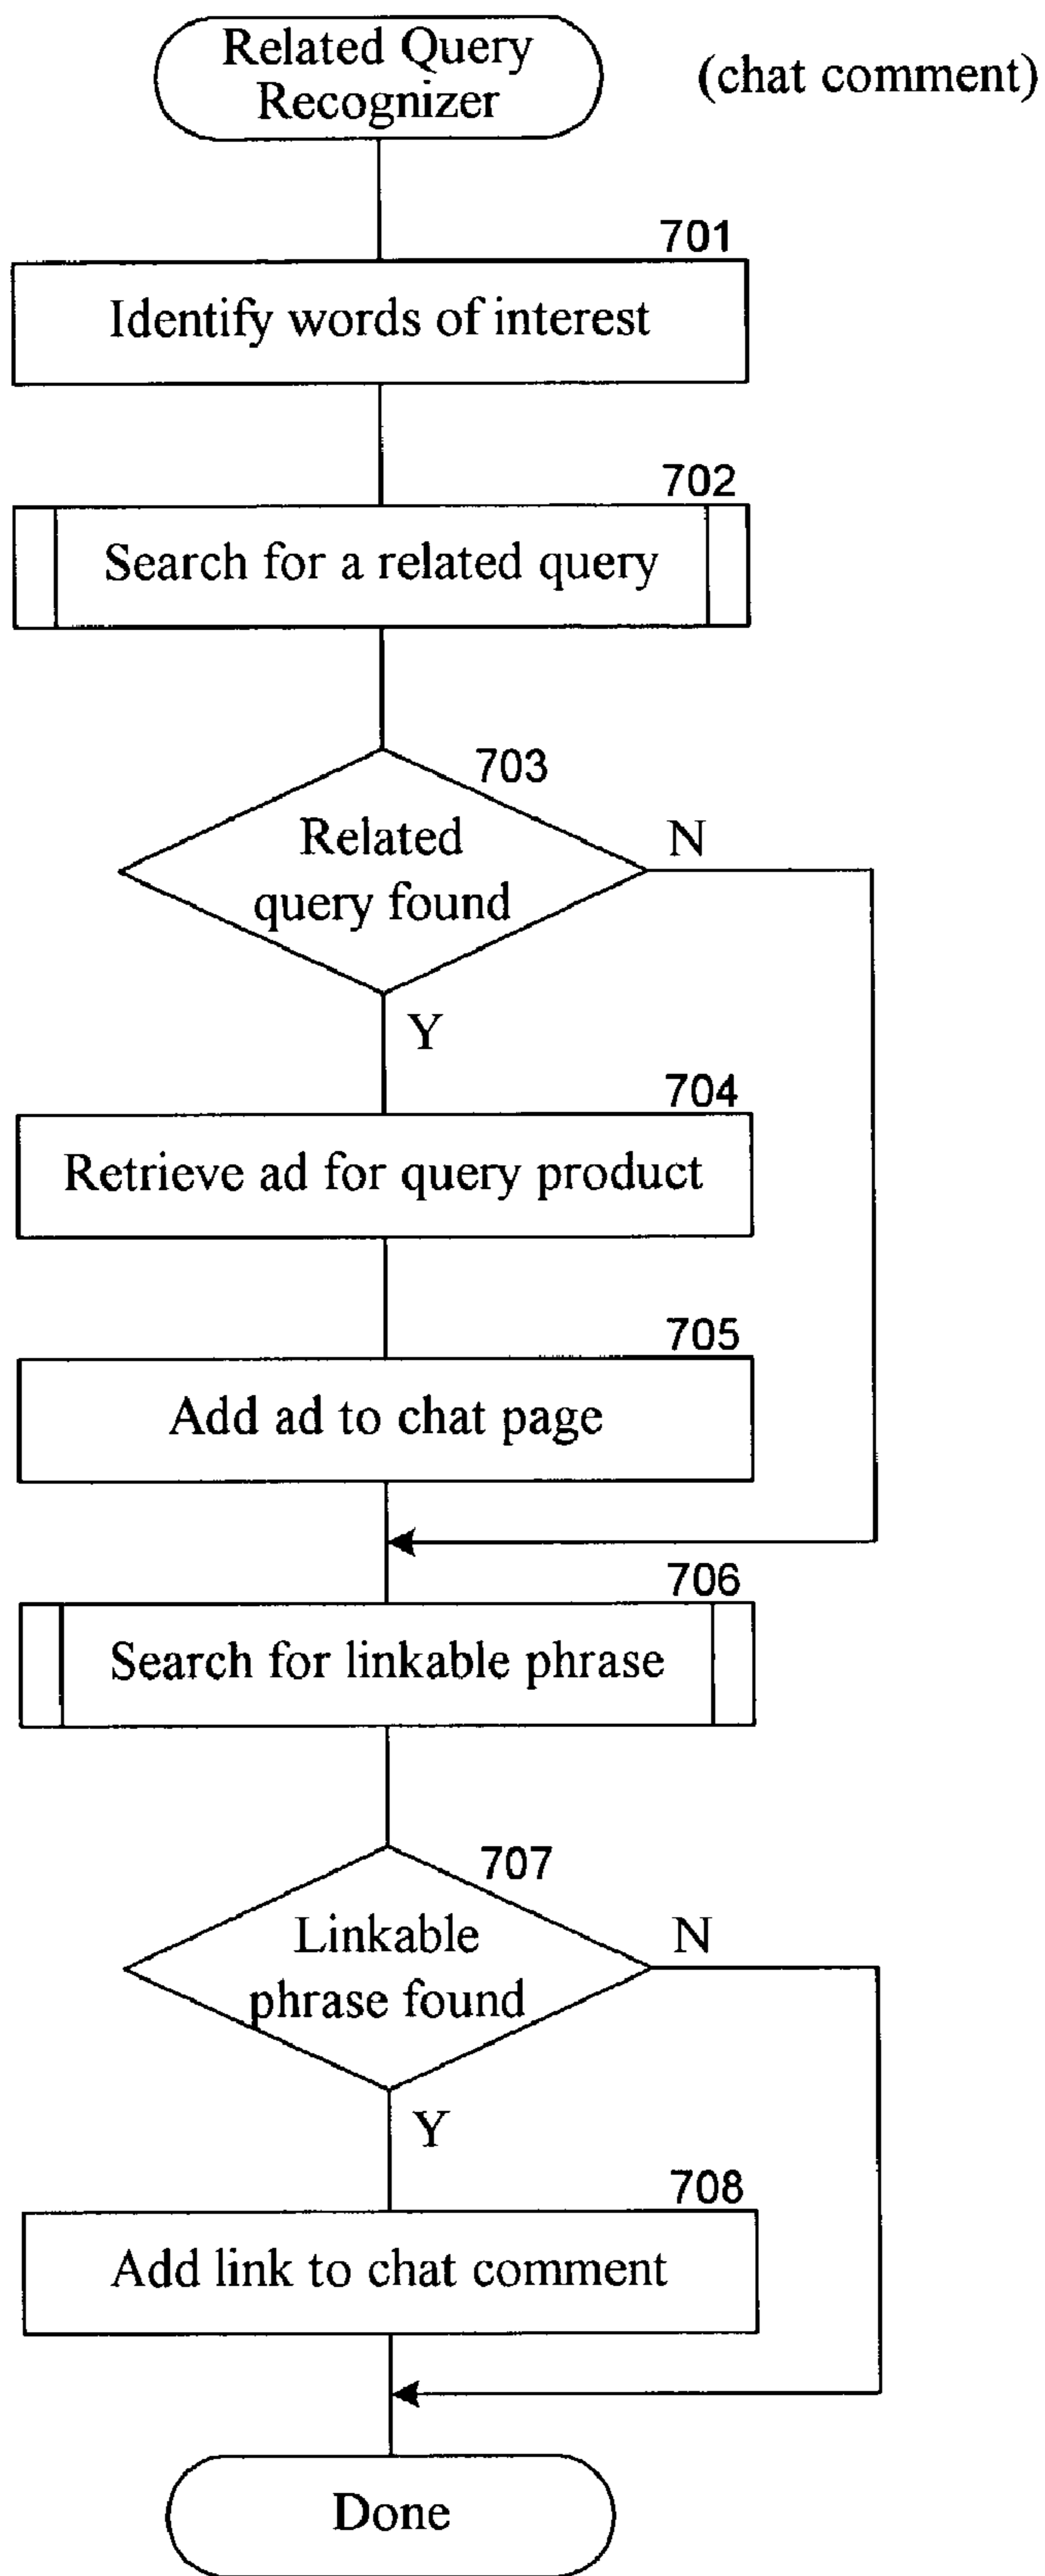 Related Query
Recognizer
(chat comment)
701
Identify words of interest
702
Search for a related query
703
Related
query found
N
Y
704
Retrieve ad for query product
705
Add ad to chat page
706
Search for linkable phrase
707
Linkable
phrase found
N
Y
708
Add link to chat comment
Done